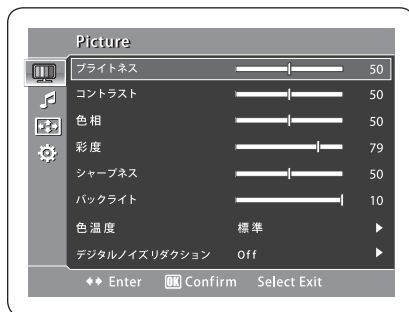 Picture
ブライトネス 50
コントラスト 50
色相 50
彩度 79
シャープネス 50
バックライト 10
色温度 標準
デジタルノイズリダクション Off
Enter OK Confirm Select Exit